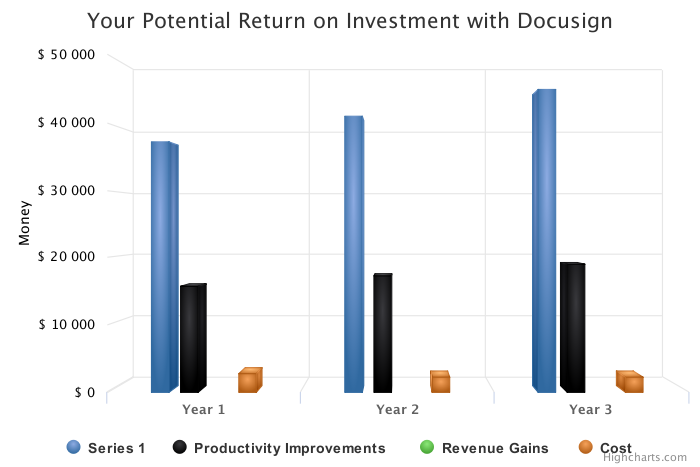 Your Potential Return on Investment with Docusign
$ 50 000
$ 40 000
$ 30 000
$ 20 000
$ 10 000
$ 0
Money
Year 1
Year 2
Year 3
Series 1
Productivity Improvements
Revenue Gains
Cost
Highcharts.com